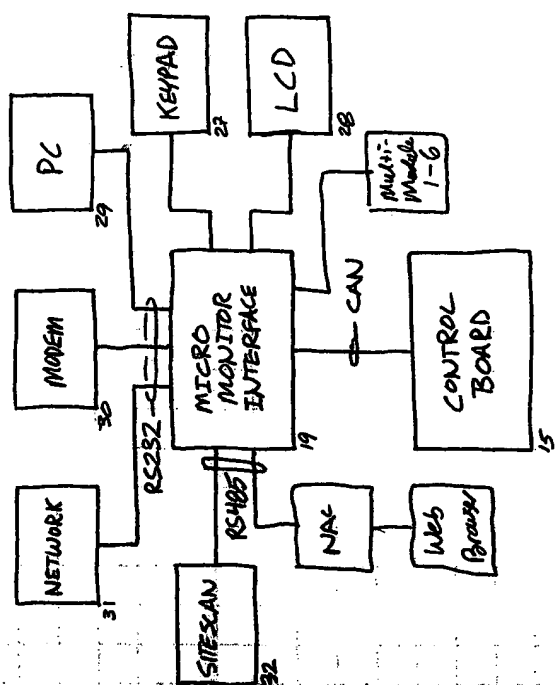 NETWORK
31
MODEM
30
PC
29
KEYPAD
27
LCD
28
RS232
SITESCAN
32
RS485
MICRO
MONITOR
INTERFACE
19
Multi-
Module
1-6
CAN
NAC
Web
Browser
CONTROL
BOARD
15